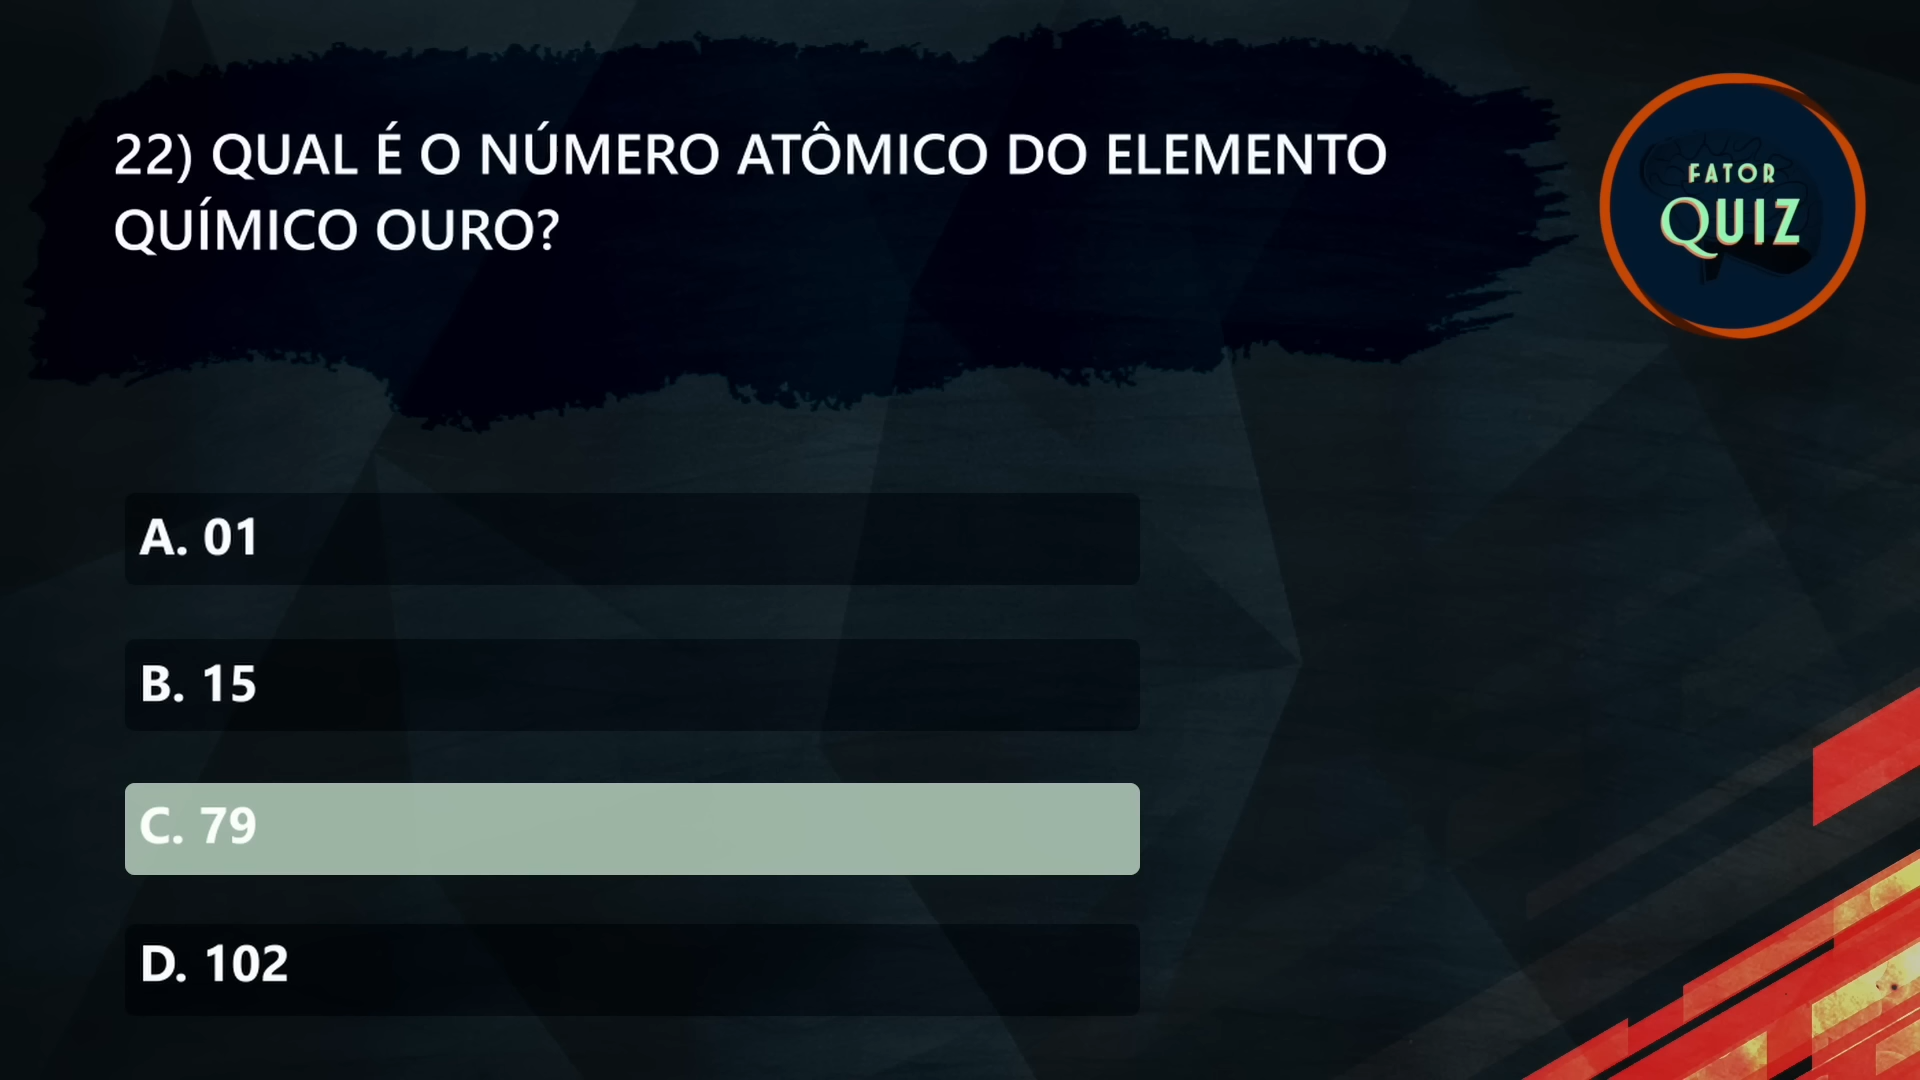 22) QUAL É O NÚMERO ATÔMICO DO ELEMENTO
QUÍMICO OURO?
FATOR
QUIZ
A. 01
B. 15
C. 79
D. 102